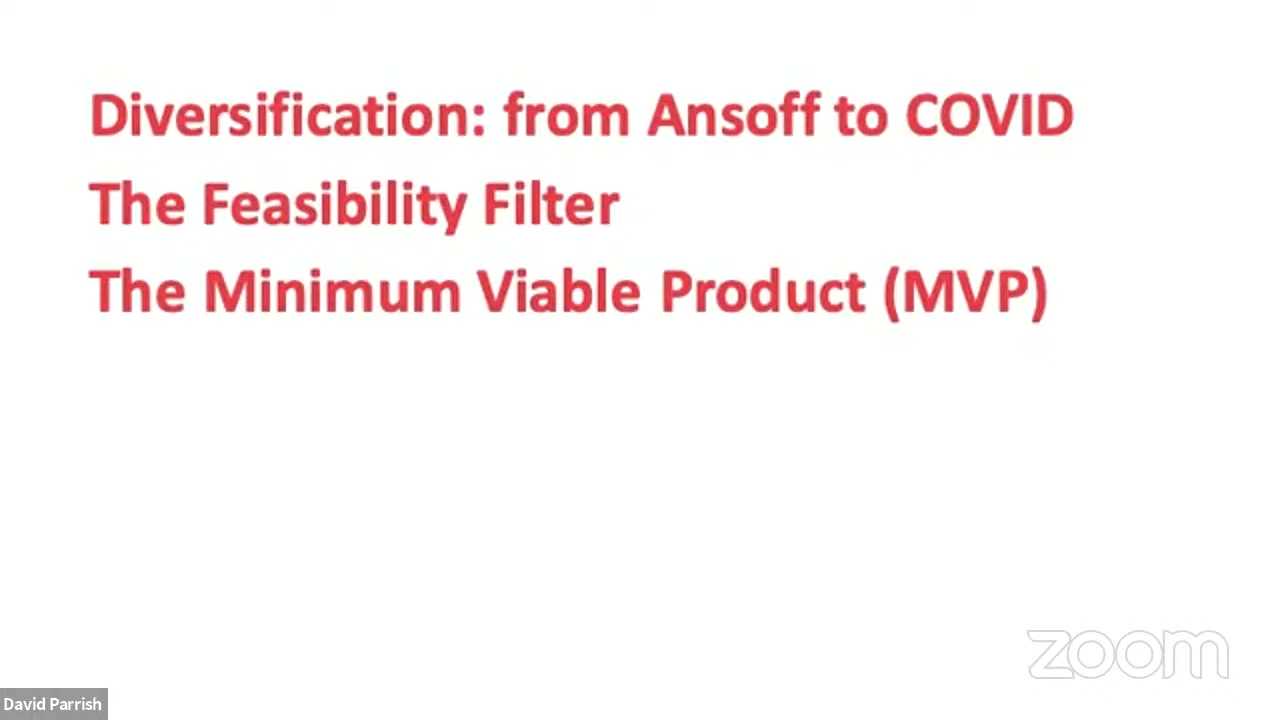 Diversification: from Ansoff to COVID
The Feasibility Filter
The Minimum Viable Product (MVP)
zoom
David Parrish